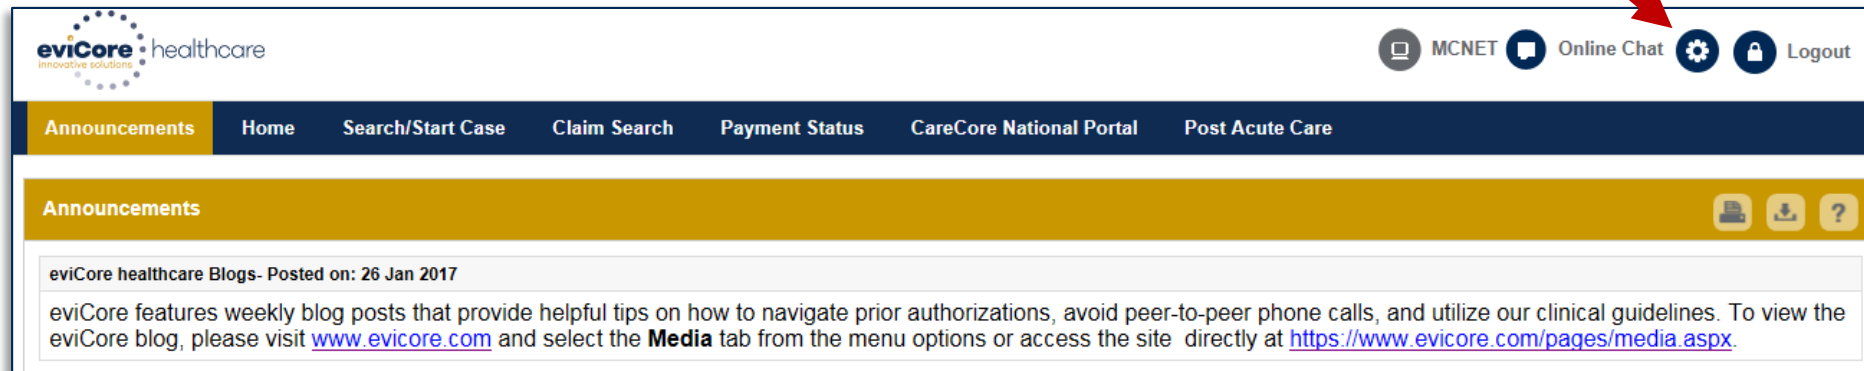 eviCore healthcare
innovative solutions
MCNET Online Chat Logout
Announcements Home Search/Start Case Claim Search Payment Status CareCore National Portal Post Acute Care
Announcements
?
eviCore healthcare Blogs- Posted on: 26 Jan 2017
eviCore features weekly blog posts that provide helpful tips on how to navigate prior authorizations, avoid peer-to-peer phone calls, and utilize our clinical guidelines. To view the
eviCore blog, please visit www.evicore.com and select the Media tab from the menu options or access the site directly at https://www.evicore.com/pages/media.aspx.